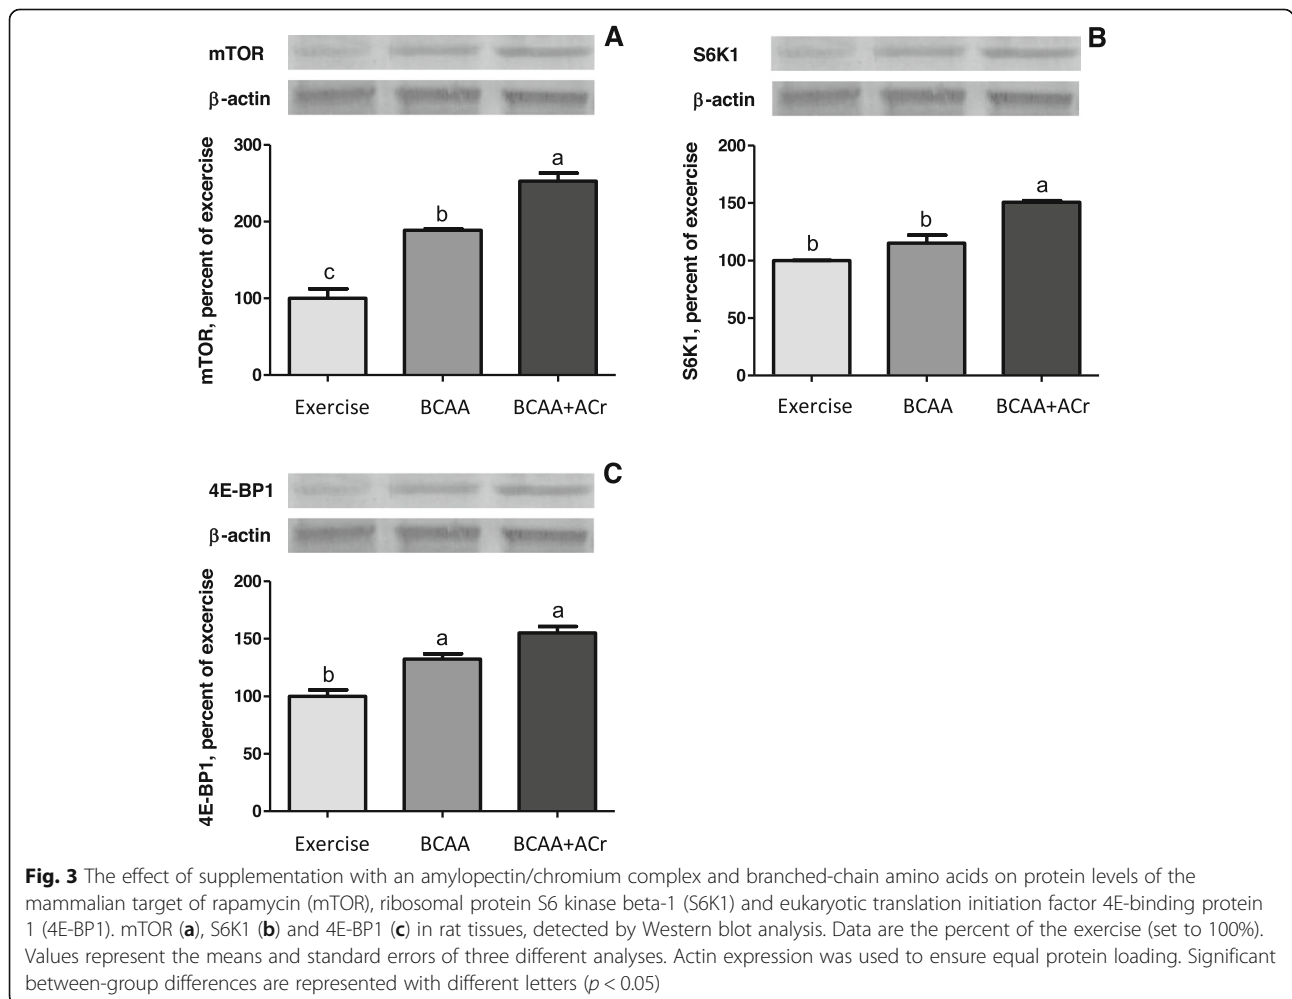 mTOR
A
β-actin
mTOR, percent of excercise
300
200
100
0
c
b
a
Exercise BCAA BCAA+ACr
S6K1
B
β-actin
S6K1, percent of excercise
200
150
100
50
0
b
b
a
Exercise BCAA BCAA+ACr
4E-BP1
C
β-actin
4E-BP1, percent of excercise
200
150
100
50
0
b
a
a
Exercise BCAA BCAA+ACr
Fig. 3 The effect of supplementation with an amylopectin/chromium complex and branched-chain amino acids on protein levels of the
mammalian target of rapamycin (mTOR), ribosomal protein S6 kinase beta-1 (S6K1) and eukaryotic translation initiation factor 4E-binding protein
1 (4E-BP1). mTOR (a), S6K1 (b) and 4E-BP1 (c) in rat tissues, detected by Western blot analysis. Data are the percent of the exercise (set to 100%).
Values represent the means and standard errors of three different analyses. Actin expression was used to ensure equal protein loading. Significant
between-group differences are represented with different letters (p < 0.05)